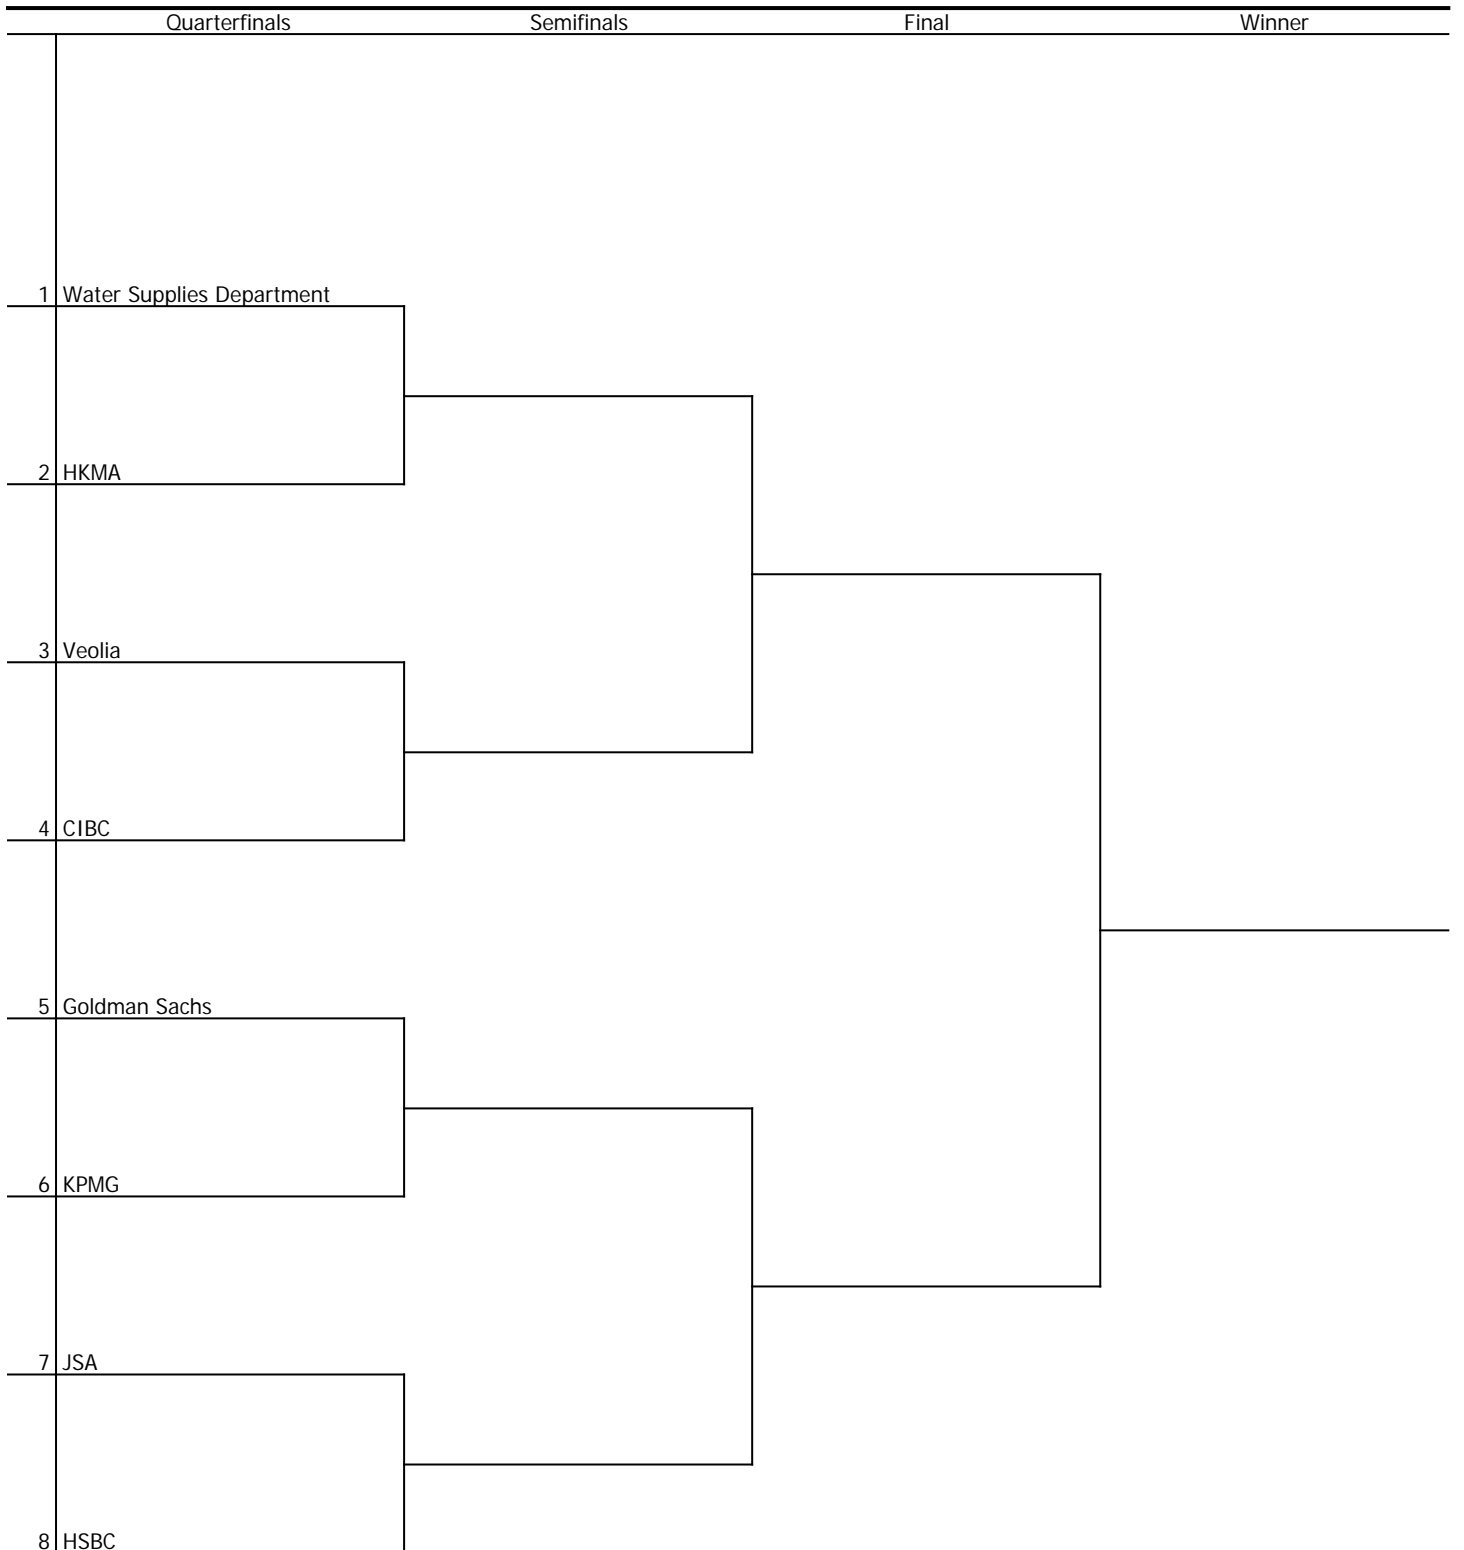 Quarterfinals Semifinals Final Winner
1 Water Supplies Department
2 HKMA
3 Veolia
4 CIBC
5 Goldman Sachs
6 KPMG
7 JSA
8 HSBC